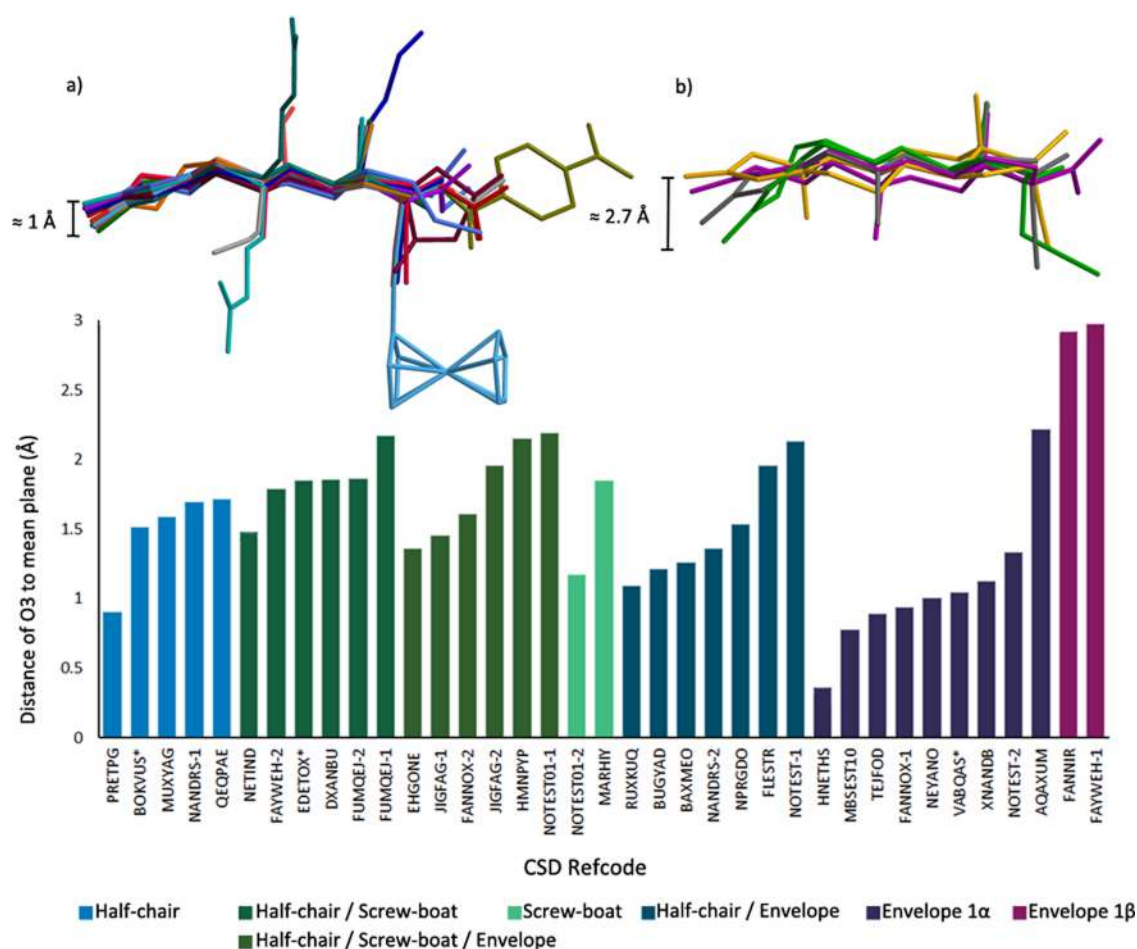 a)
b)
≈ 1 Å
≈ 2.7 Å
Distance of O3 to mean plane (Å)
3
2.5
2
1.5
1
0.5
0
PRETPG
BOKVUS*
MUXYAG
NANDRS-1
QEQPAE
NETIND
FAYWEH-2
EDETOX*
DXANBU
FUMQEJ-2
FUMQEJ-1
EHGONE
JIGFAG-1
FANNOX-2
JIGFAG-2
HMNPYP
NOTEST01-1
NOTEST01-2
MARHIY
RUXKUQ
BUGYAD
BAXMEO
NANDRS-2
NPRGDO
FLESTR
NOTEST-1
HNETHS
MBSEST10
TEJFOD
FANNOX-1
NEYANO
VABQAS*
XNANDB
NOTEST-2
AQAXUM
FANNIR
FAYWEH-1
CSD Refcode
Half-chair
Half-chair / Screw-boat
Screw-boat
Half-chair / Envelope
Envelope 1α
Envelope 1β
Half-chair / Screw-boat / Envelope